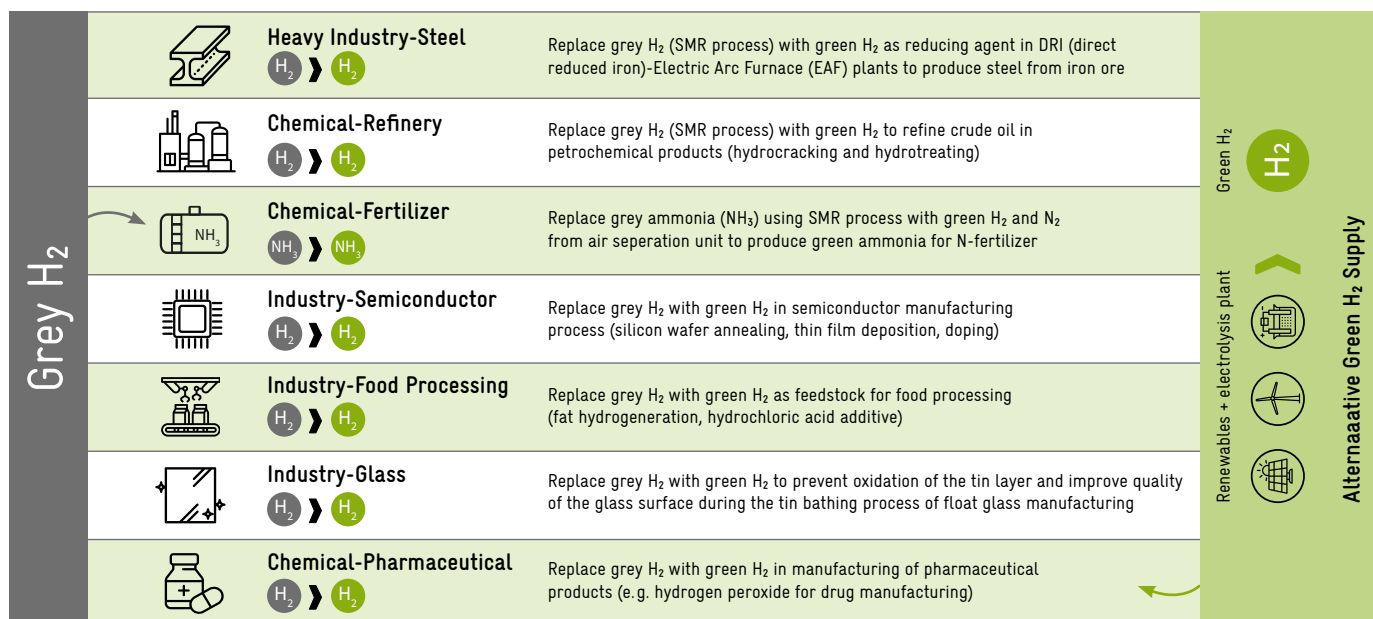 Grey H₂
Heavy Industry-Steel
H₂ H₂
Replace grey H₂ (SMR process) with green H₂ as reducing agent in DRI (direct
reduced iron)-Electric Arc Furnace (EAF) plants to produce steel from iron ore
Chemical-Refinery
H₂ H₂
Replace grey H₂ (SMR process) with green H₂ to refine crude oil in
petrochemical products (hydrocracking and hydrotreating)
NH₃
Chemical-Fertilizer
NH₃ NH₃
Replace grey ammonia (NH₃) using SMR process with green H₂ and N₂
from air seperation unit to produce green ammonia for N-fertilizer
Industry-Semiconductor
H₂ H₂
Replace grey H₂ with green H₂ in semiconductor manufacturing
process (silicon wafer annealing, thin film deposition, doping)
Industry-Food Processing
H₂ H₂
Replace grey H₂ with green H₂ as feedstock for food processing
(fat hydrogeneration, hydrochloric acid additive)
Industry-Glass
H₂ H₂
Replace grey H₂ with green H₂ to prevent oxidation of the tin layer and improve quality
of the glass surface during the tin bathing process of float glass manufacturing
Chemical-Pharmaceutical
H₂ H₂
Replace grey H₂ with green H₂ in manufacturing of pharmaceutical
products (e.g. hydrogen peroxide for drug manufacturing)
Green H₂
H₂
Renewables + electrolysis plant
Alternaaative Green H₂ Supply